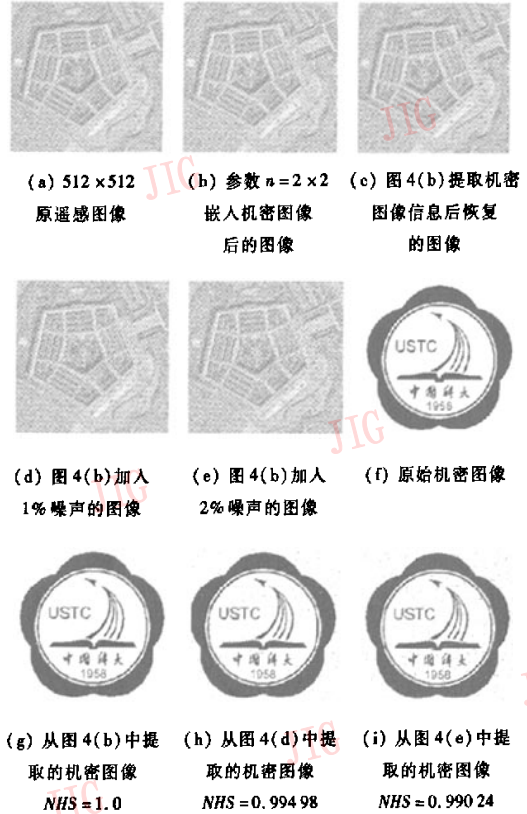 (a) 512×512
原遥感图像
(b) 参数 n=2×2
嵌入机密图像
后的图像
(c) 图4(b)提取机密
图像信息后恢复
的图像
(d) 图4(b)加入
1%噪声的图像
(e) 图4(b)加入
2%噪声的图像
USTC
中国科大
1958
(f) 原始机密图像
USTC
中国科大
1958
(g) 从图4(b)中提
取的机密图像
NHS=1.0
USTC
中国科大
1958
(h) 从图4(d)中提
取的机密图像
NHS=0.99498
USTC
中国科大
1958
(i) 从图4(e)中提
取的机密图像
NHS=0.99024
JIG
JIG
JIG
JIG
JIG
JIG
JIG